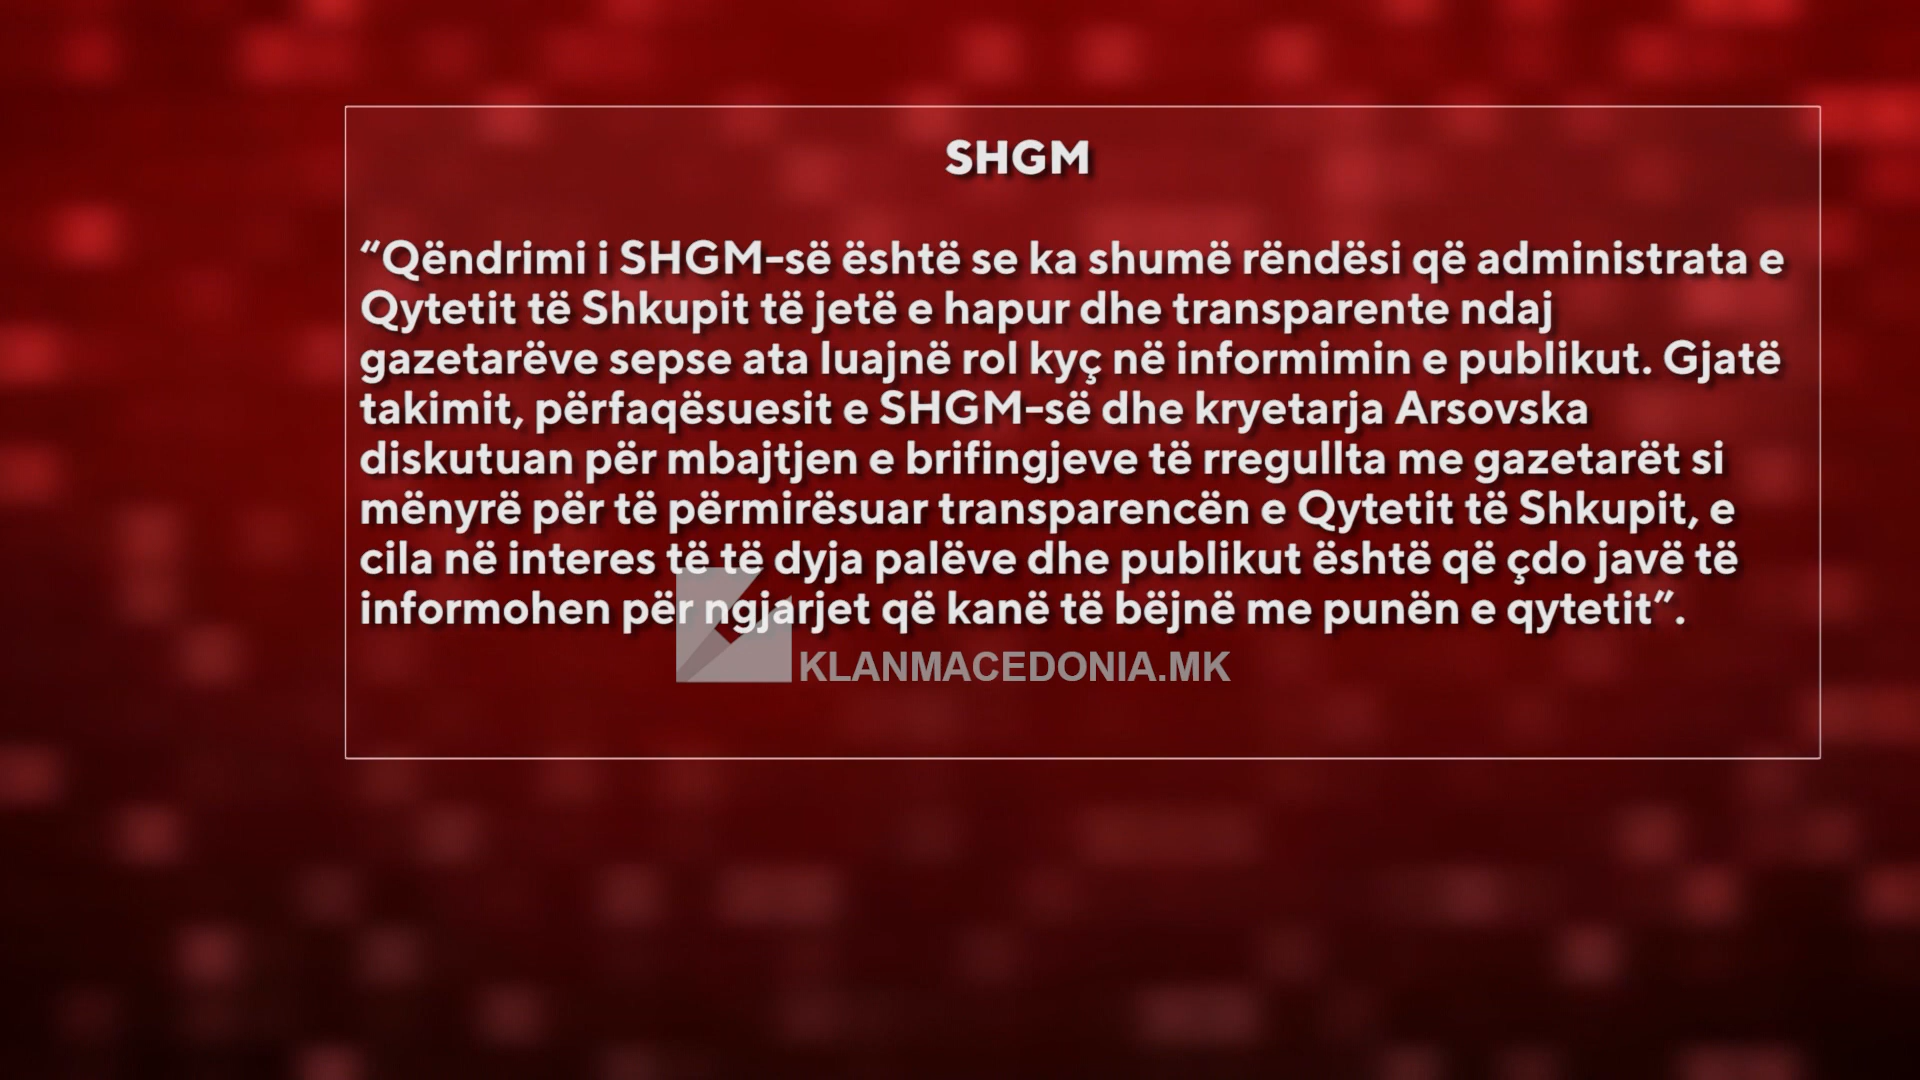 SHGM
“Qëndrimi i SHGM-së është se ka shumë rëndësi që administrata e
Qytetit të Shkupit të jetë e hapur dhe transparente ndaj
gazetarëve sepse ata luajnë rol kyç në informimin e publikut. Gjatë
takimit, përfaqësuesit e SHGM-së dhe kryetarja Arsovska
diskutuan për mbajtjen e brifingjeve të rregullta me gazetarët si
mënyrë për të përmirësuar transparencën e Qytetit të Shkupit, e
cila në interes të të dyja palëve dhe publikut është që çdo javë të
informohen për ngjarjet që kanë të bëjnë me punën e qytetit”.
KLANMACEDONIA.MK